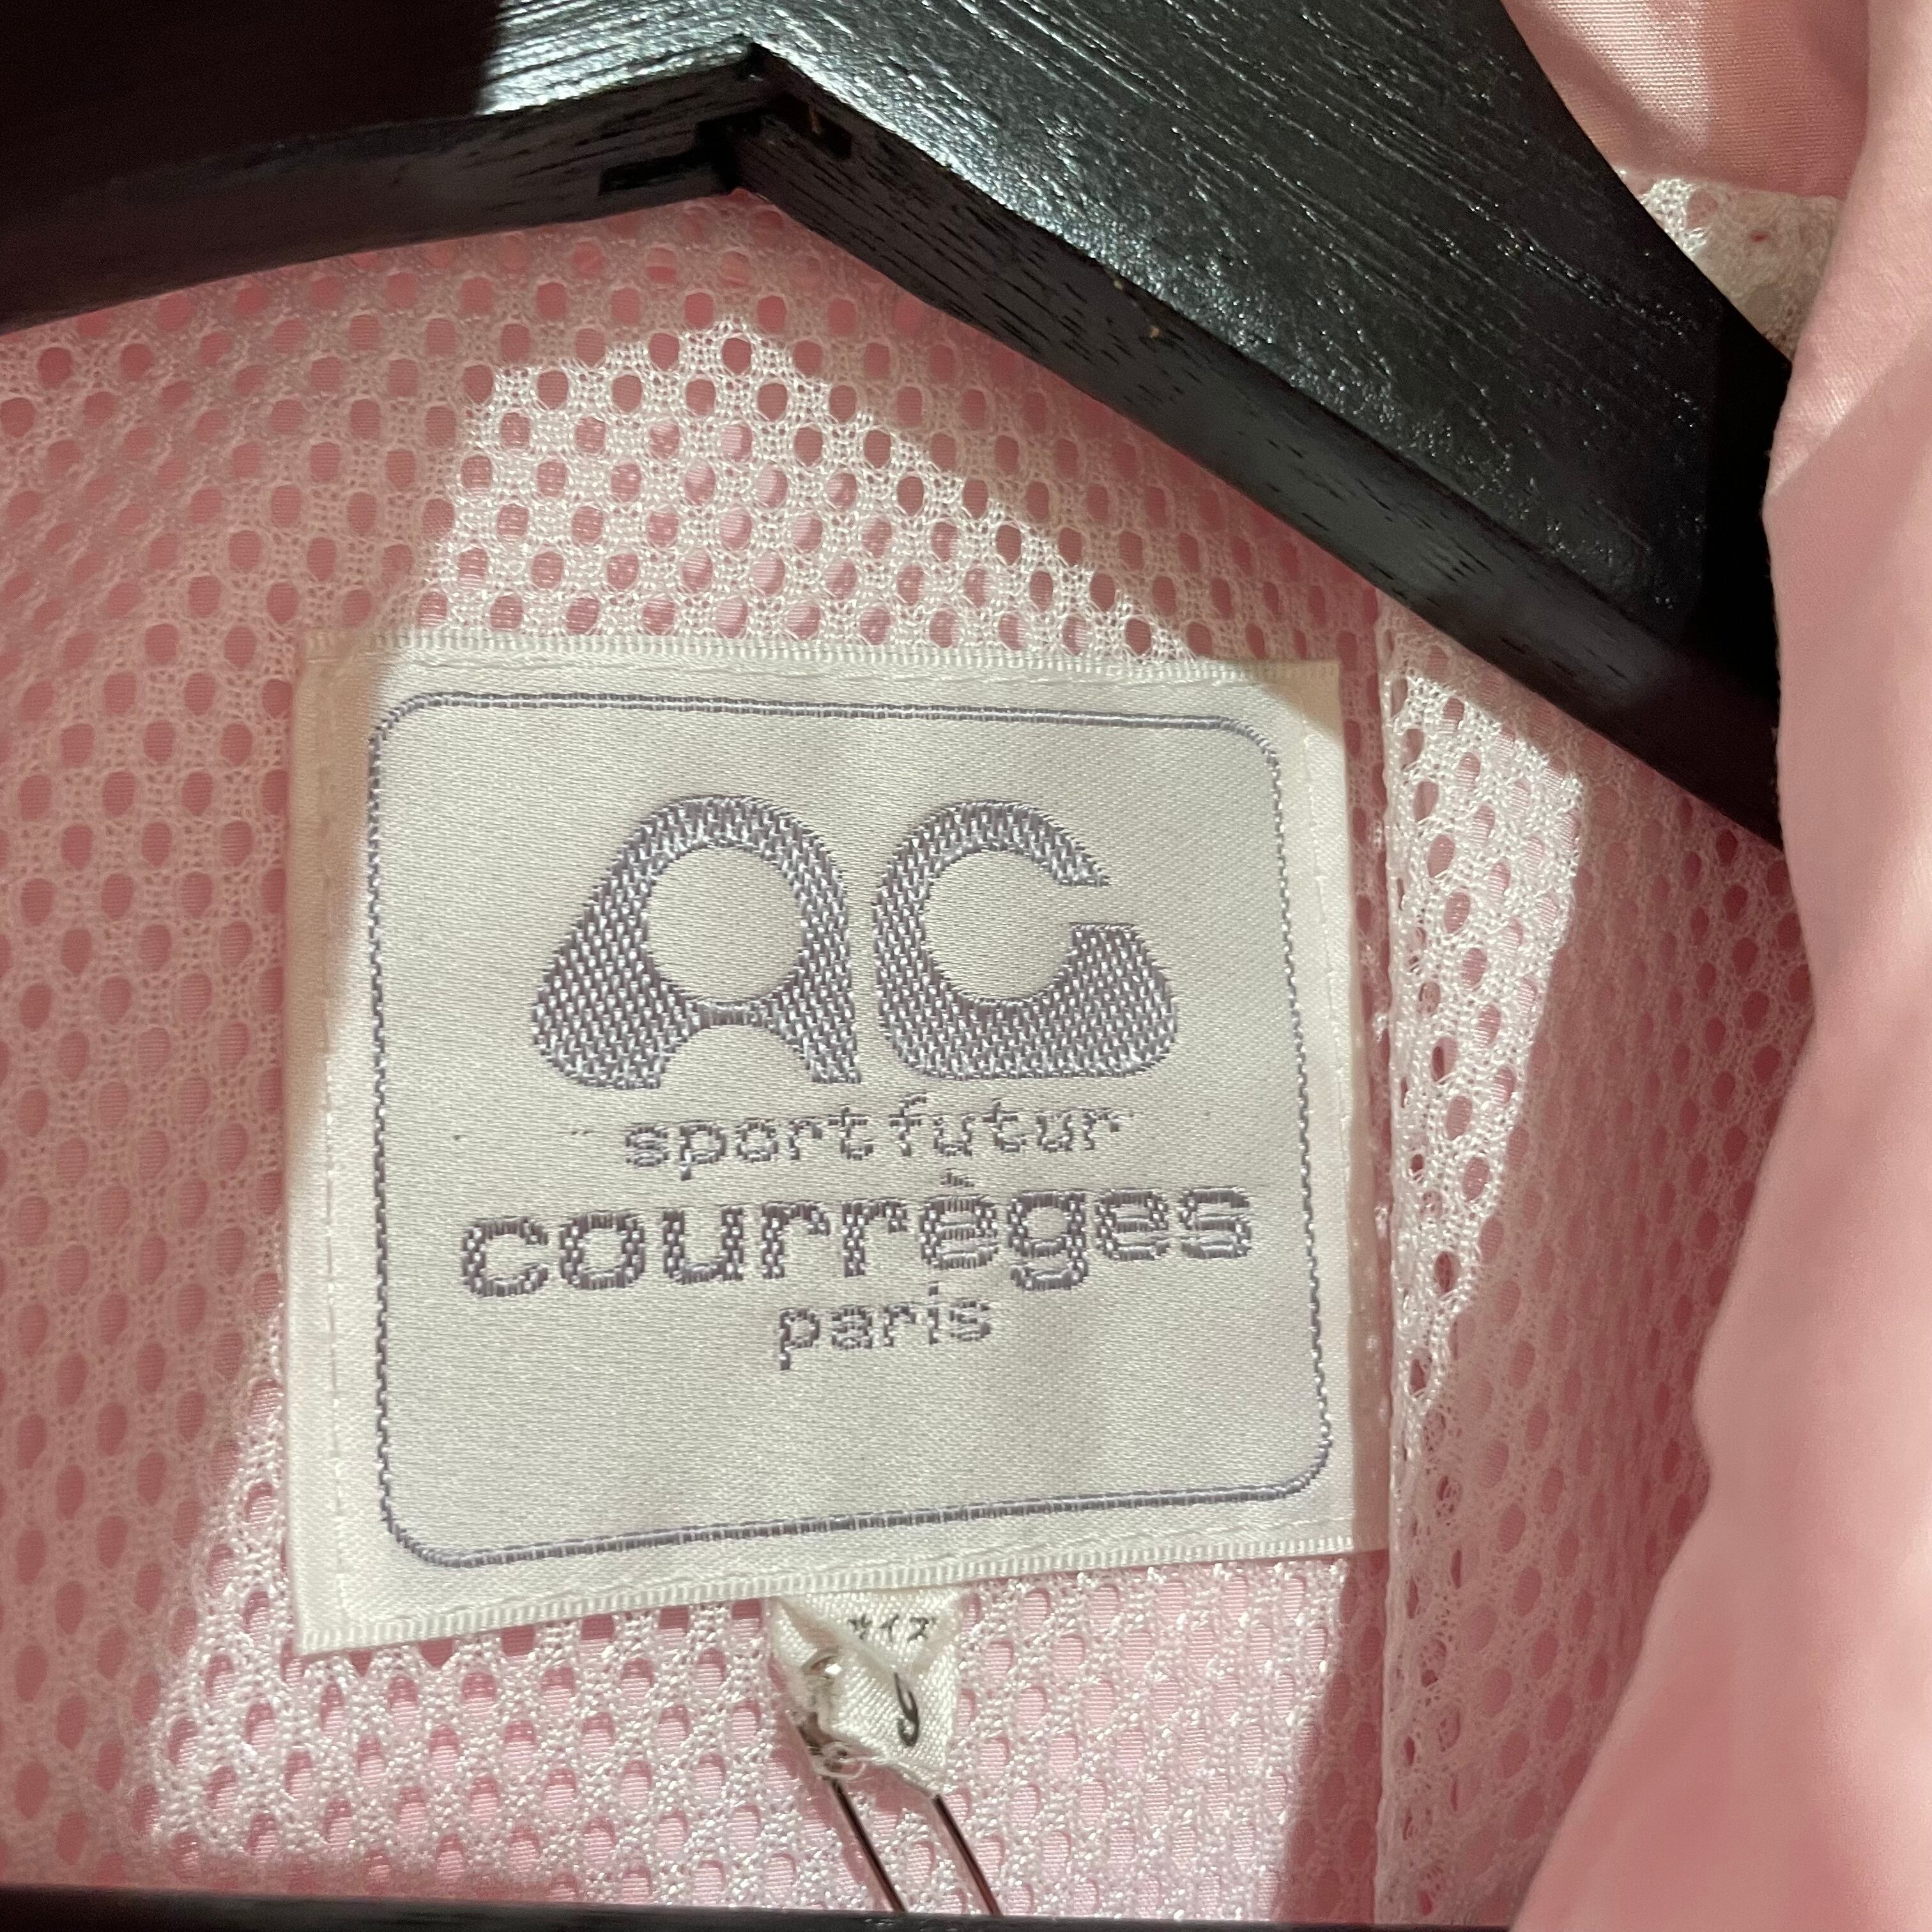 AC
sport futur
courrèges
paris
サイズ
9